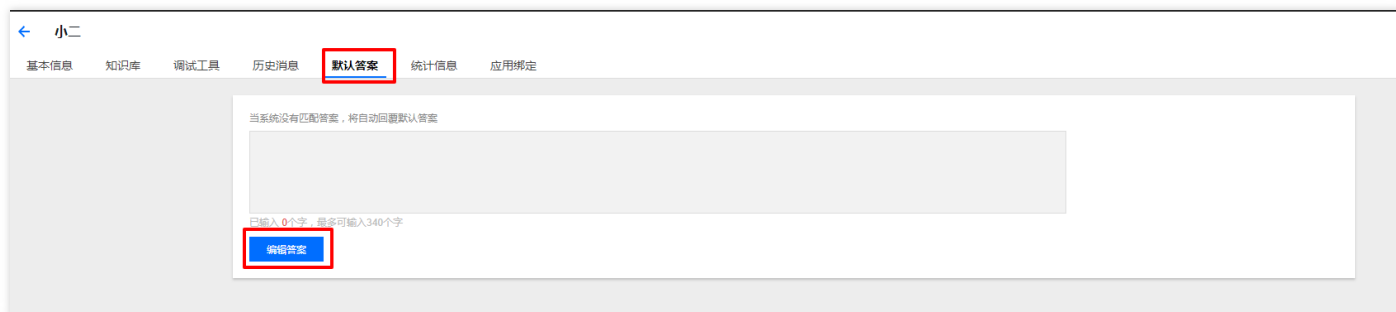 小二
基本信息 知识库 调试工具 历史消息 默认答案 统计信息 应用绑定
当系统没有匹配答案，将自动回覆默认答案
已输入 0个字，最多可输入340个字
编辑答案